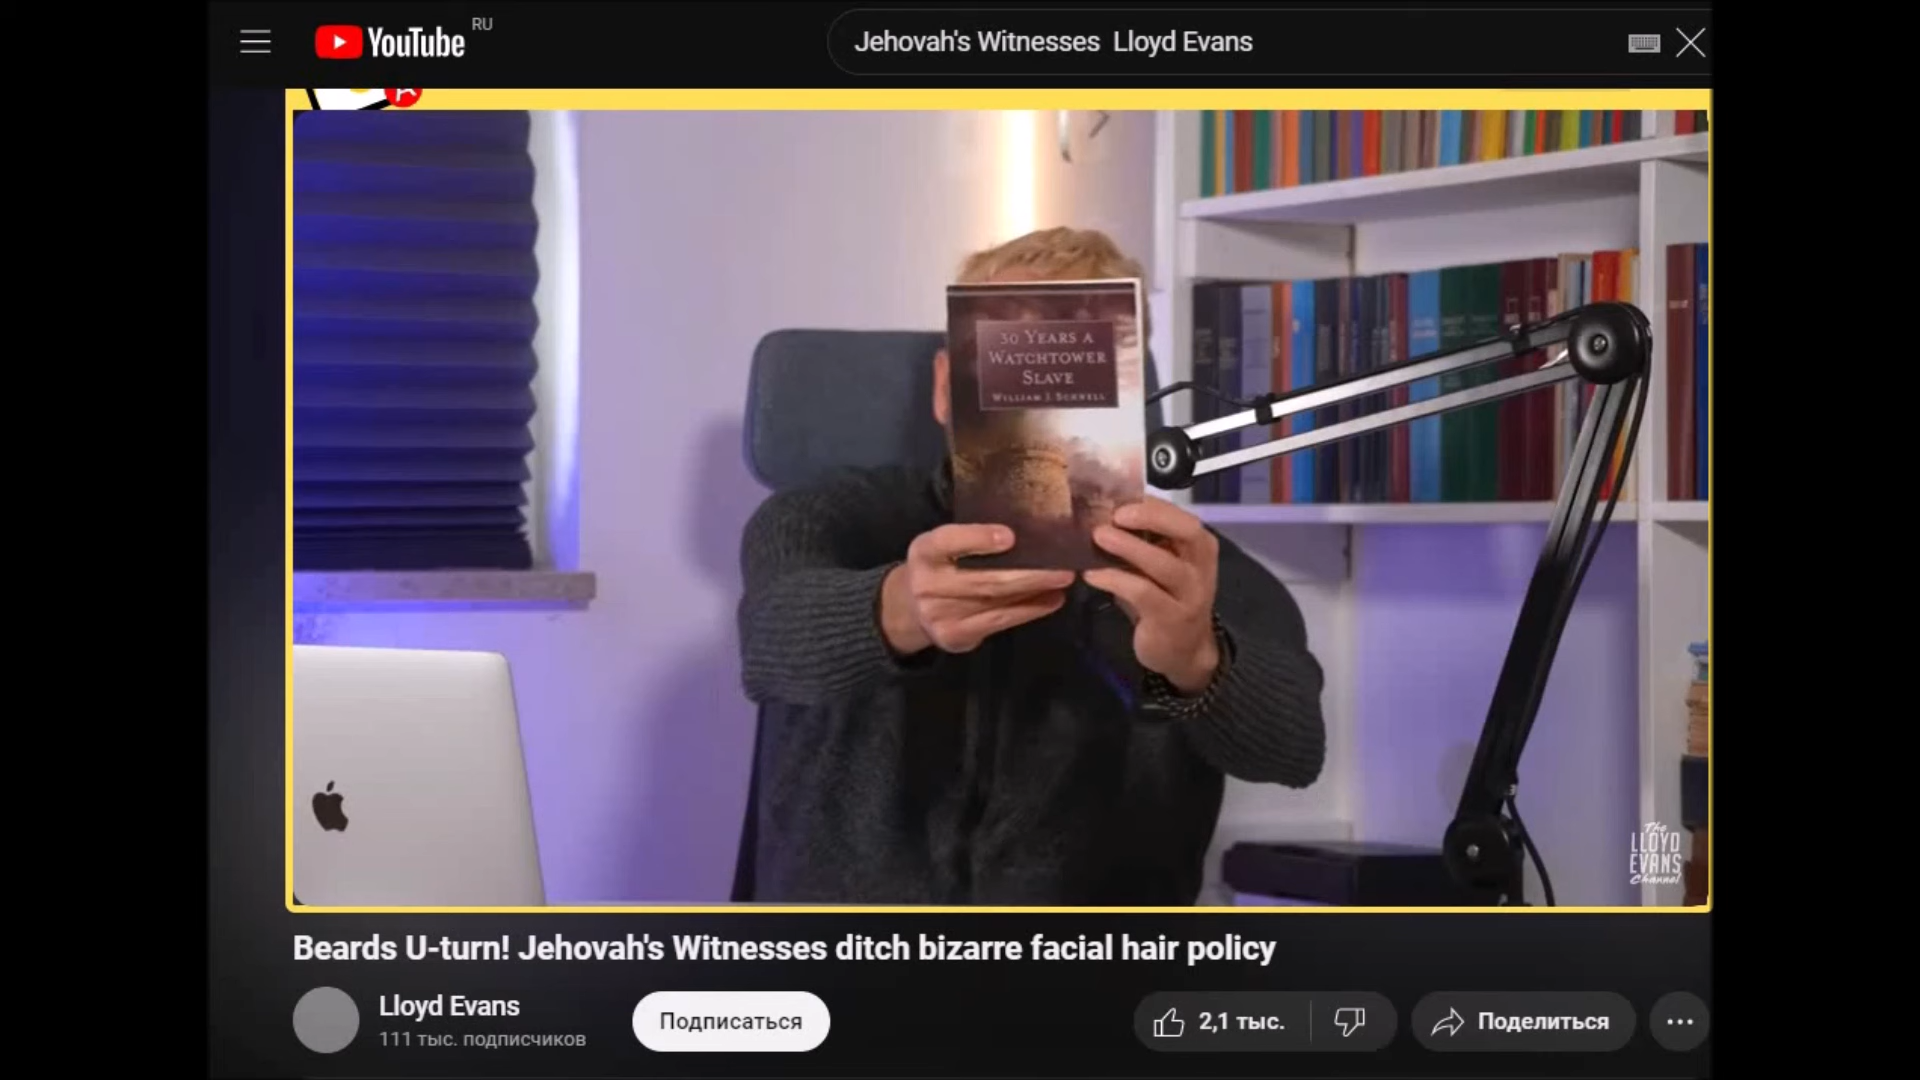 YouTube RU
Jehovah's Witnesses Lloyd Evans
30 YEARS A
WATCHTOWER
SLAVE
WILLIAM J. SCHNELL
The
LLOYD
EVANS
Channel
Beards U-turn! Jehovah's Witnesses ditch bizarre facial hair policy
Lloyd Evans
111 тыс. подписчиков
Подписаться
2,1 тыс.
Поделиться